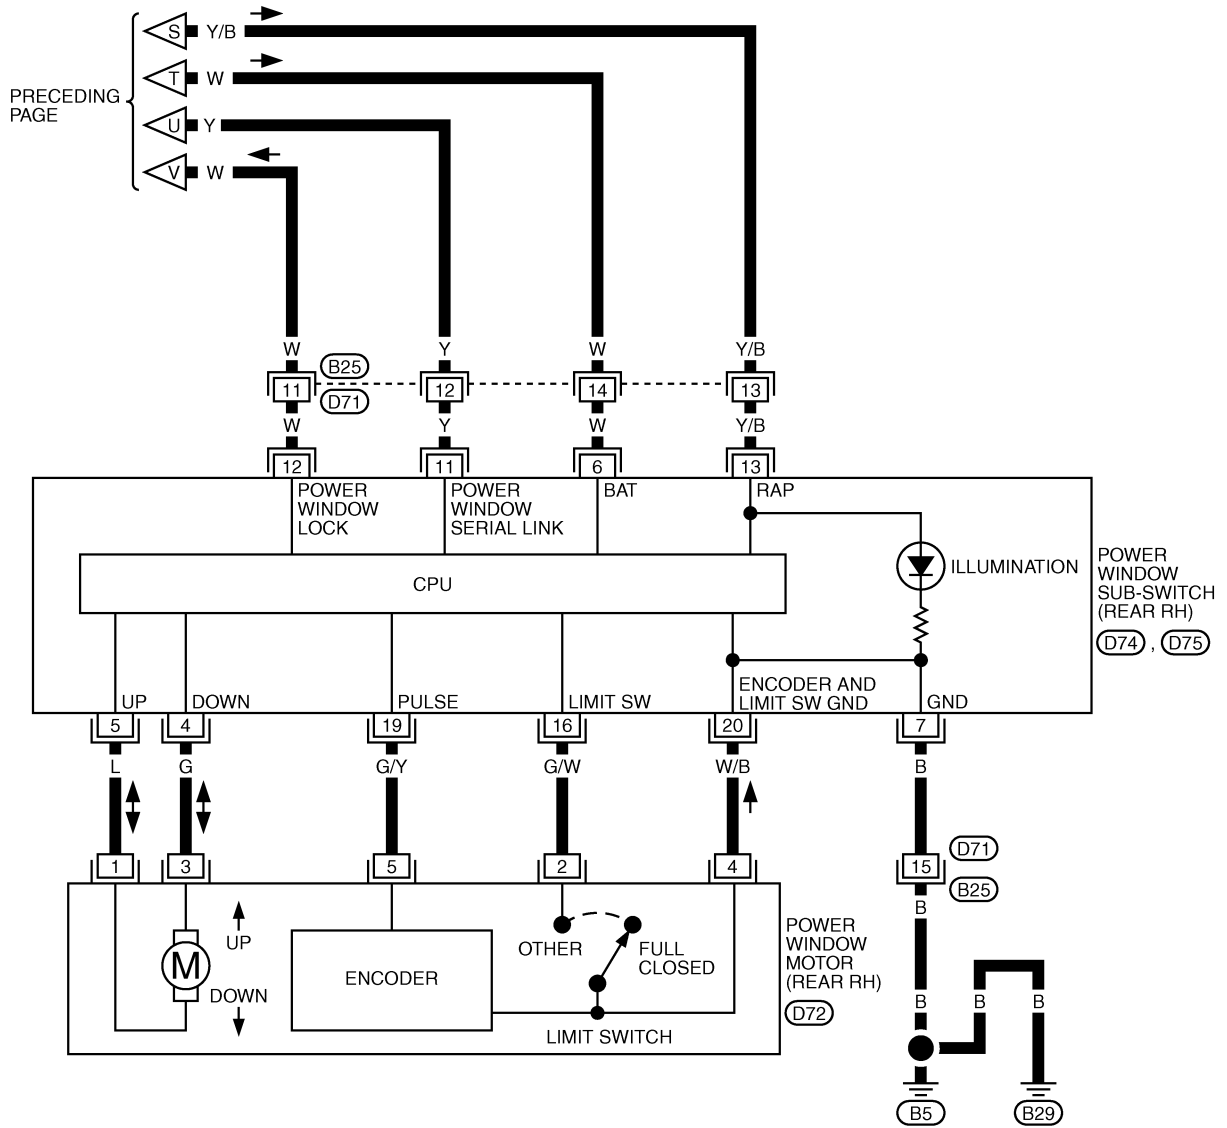 S Y/B
T W
PRECEDING
PAGE
U Y
V W
W Y W Y/B
B25
11 12 14 13
D71
W Y W Y/B
12 11 6 13
POWER
WINDOW
LOCK
POWER
WINDOW
SERIAL LINK
BAT
RAP
CPU
ILLUMINATION
POWER
WINDOW
SUB-SWITCH
(REAR RH)
D74 , D75
UP
DOWN
PULSE
LIMIT SW
ENCODER AND
LIMIT SW GND
GND
5 4 19 16 20 7
L G G/Y G/W W/B B
1 3 5 2 4 15
D71
B25
B
M
UP
DOWN
ENCODER
OTHER
FULL
CLOSED
LIMIT SWITCH
POWER
WINDOW
MOTOR
(REAR RH)
D72
B B B
B5 B29